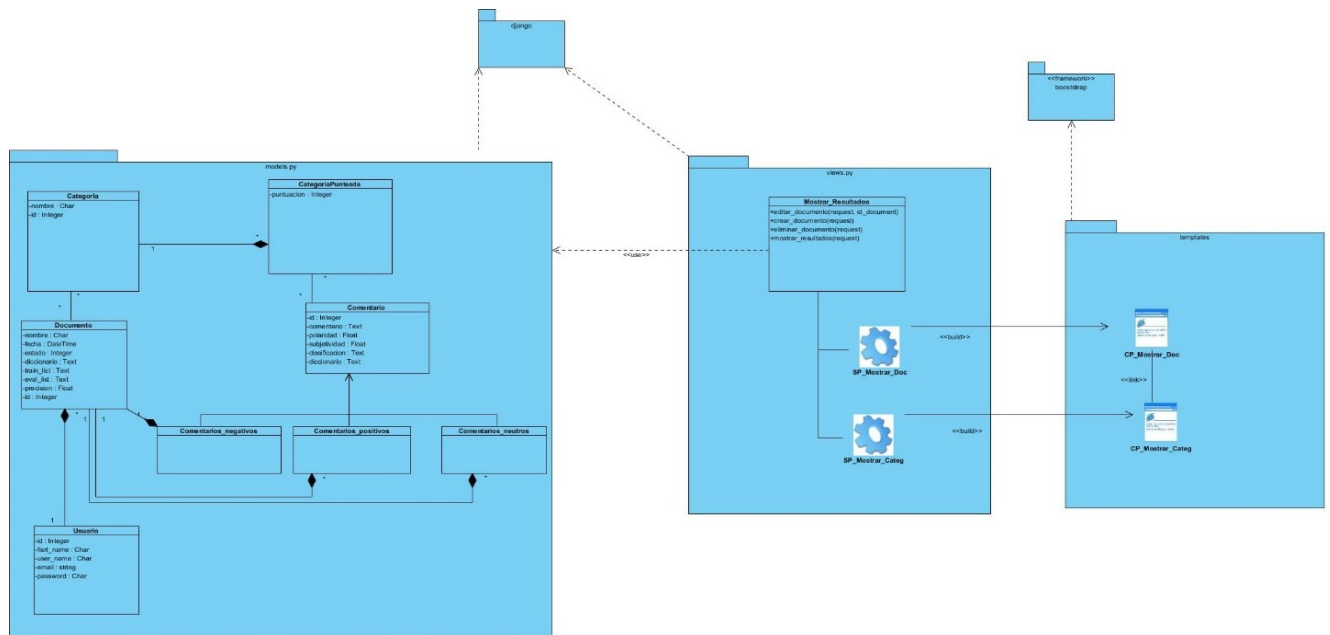 django
<<framework>>
booststrap
models.py
Categoria
-nombre : Char
-id : Integer
CategoriaPunteada
-puntuacion : Integer
1
*
*
*
*
*
Comentario
-id : Integer
-comentario : Text
-polaridad : Float
-subjetividad : Float
-clasificacion : Text
-diccionario : Text
Documento
-nombre : Char
-fecha : DateTime
-estado : Integer
-diccionario : Text
-train_list : Text
-eval_list : Text
-precision : Float
-id : Integer
*
1
1
1
*
Comentarios_negativos
Comentarios_positivos
Comentarios_neutros
*
*
1
Usuario
-id : Integer
-fisrt_name : Char
-user_name : Char
-email : string
-password : Char
<<use>>
views.py
Mostrar_Resultados
+editar_documento(request, id_document)
+crear_documento(request)
+eliminar_documento(request)
+mostrar_resultados(request)
SP_Mostrar_Doc
SP_Mostrar_Categ
<<build>>
<<build>>
templates
CP_Mostrar_Doc
<<link>>
CP_Mostrar_Categ